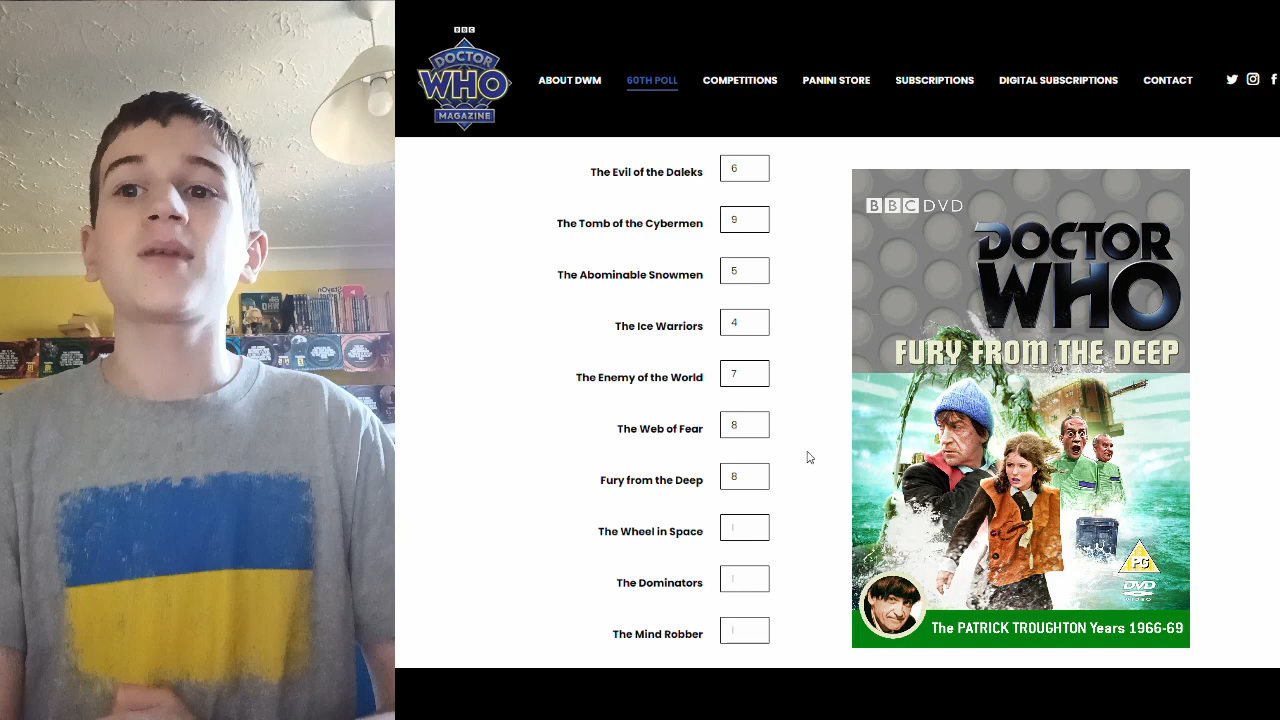 BBC
DOCTOR
WHO
MAGAZINE
ABOUT DWM
60TH POLL
COMPETITIONS
PANINI STORE
SUBSCRIPTIONS
DIGITAL SUBSCRIPTIONS
CONTACT
The Evil of the Daleks 6
The Tomb of the Cybermen 9
The Abominable Snowmen 5
The Ice Warriors 4
The Enemy of the World 7
The Web of Fear 8
Fury from the Deep 8
The Wheel in Space
The Dominators
The Mind Robber
BBC DVD
DOCTOR
WHO
FURY FROM THE DEEP
PG
DVD
VIDEO
The PATRICK TROUGHTON Years 1966-69